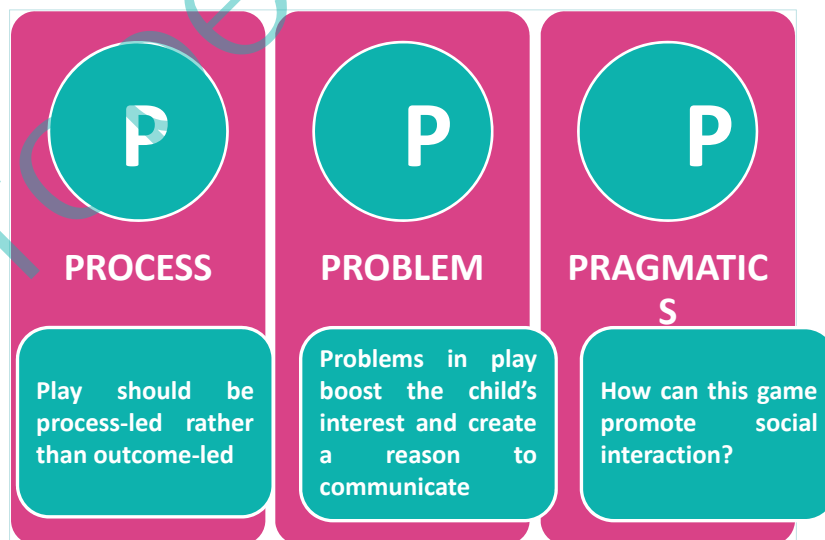 P
PROCESS
Play should be
process-led rather
than outcome-led
P
PROBLEM
Problems in play
boost the child's
interest and create
a reason to
communicate
P
PRAGMATIC
S
How can this game
promote social
interaction?